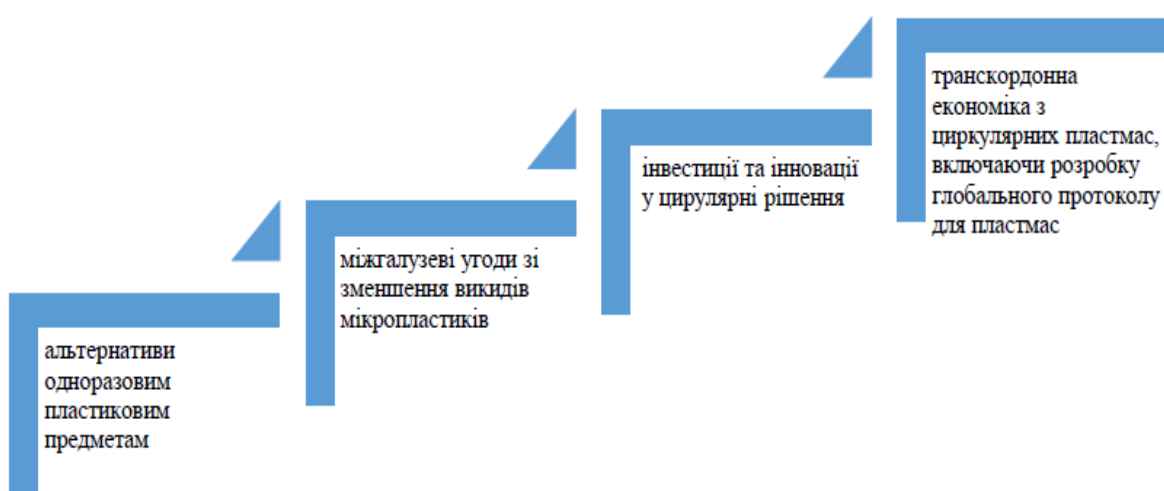 альтернативи
одноразовим
пластиковим
предметам
міжгалузеві угоди зі
зменшення викидів
мікропластиків
інвестиції та інновації
у цирулярні рішення
транскордонна
економіка з
циркулярних пластмас,
включаючи розробку
глобального протоколу
для пластмас